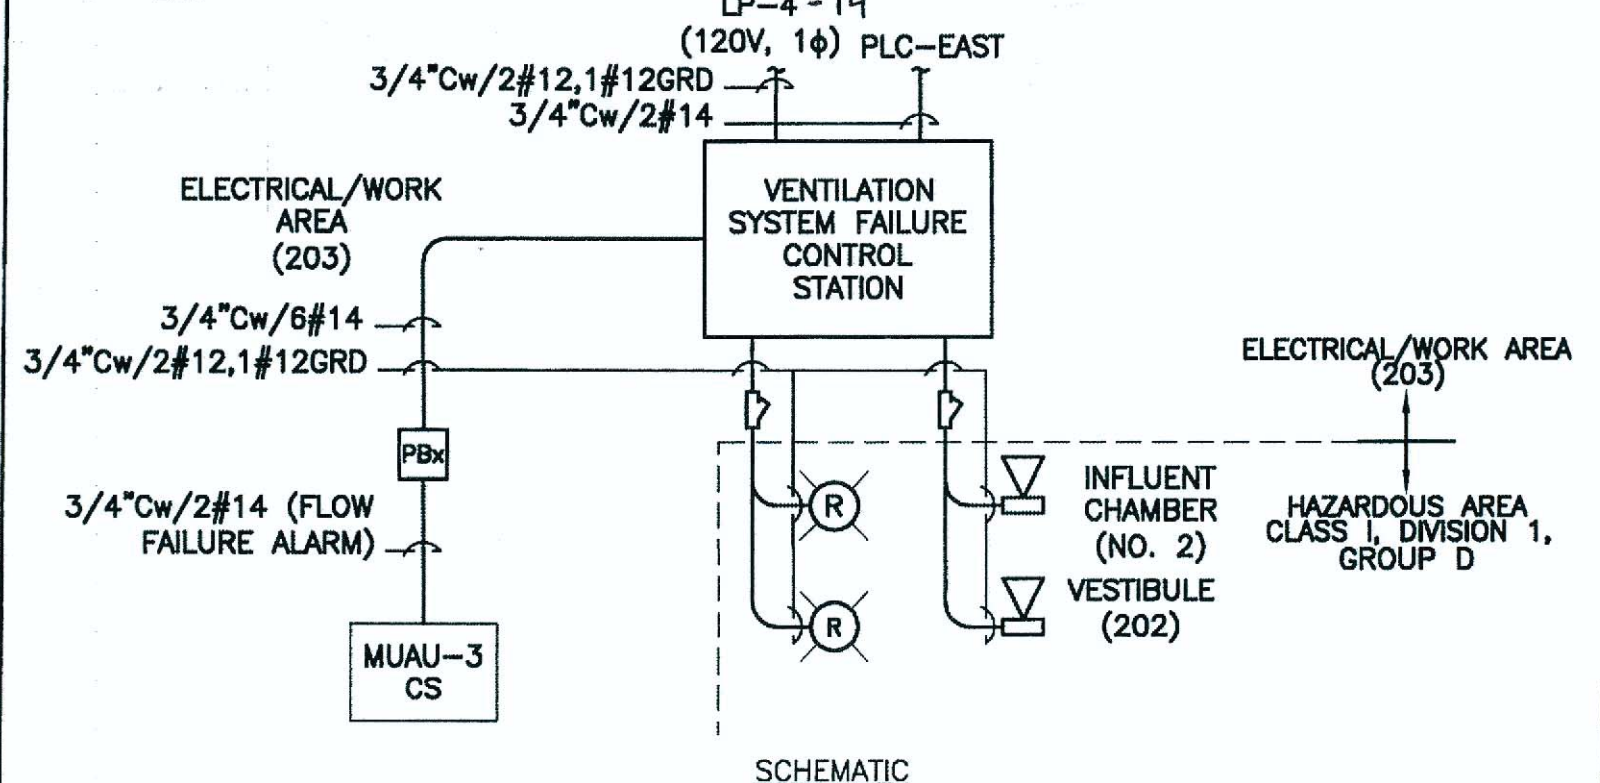 LP-4-19
(120V, 1ϕ) PLC-EAST
3/4"Cw/2#12,1#12GRD
3/4"Cw/2#14
ELECTRICAL/WORK
AREA
(203)
VENTILATION
SYSTEM FAILURE
CONTROL
STATION
3/4"Cw/6#14
3/4"Cw/2#12,1#12GRD
ELECTRICAL/WORK AREA
(203)
PBx
3/4"Cw/2#14 (FLOW
FAILURE ALARM)
R
INFLUENT
CHAMBER
(NO. 2)
HAZARDOUS AREA
CLASS I, DIVISION 1,
GROUP D
R
VESTIBULE
(202)
MUAU-3
CS
SCHEMATIC